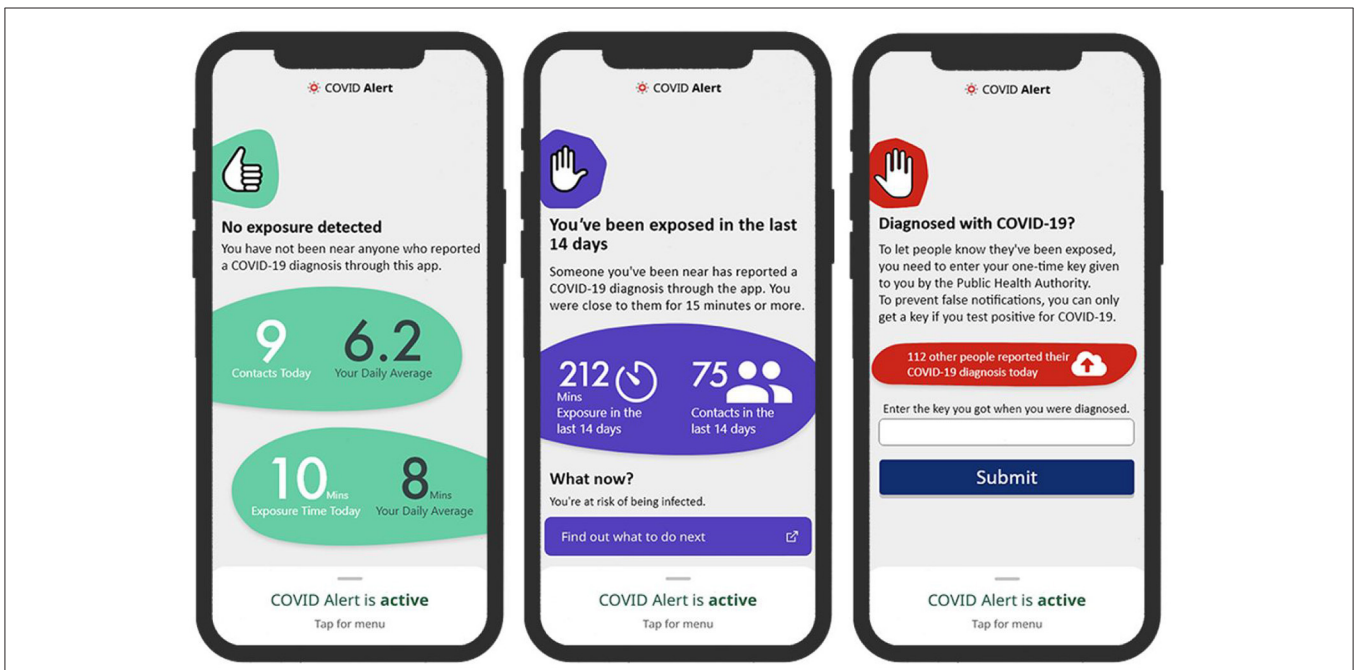 COVID Alert
No exposure detected
You have not been near anyone who reported
a COVID-19 diagnosis through this app.
9
Contacts Today
6.2
Your Daily Average
10 Mins
Exposure Time Today
8 Mins
Your Daily Average
COVID Alert is active
Tap for menu
COVID Alert
You've been exposed in the last
14 days
Someone you've been near has reported a
COVID-19 diagnosis through the app. You
were close to them for 15 minutes or more.
212
Mins
Exposure in the
last 14 days
75
Contacts in the
last 14 days
What now?
You're at risk of being infected.
Find out what to do next
COVID Alert is active
Tap for menu
COVID Alert
Diagnosed with COVID-19?
To let people know they've been exposed,
you need to enter your one-time key given
to you by the Public Health Authority.
To prevent false notifications, you can only
get a key if you test positive for COVID-19.
112 other people reported their
COVID-19 diagnosis today
Enter the key you got when you were diagnosed.
Submit
COVID Alert is active
Tap for menu